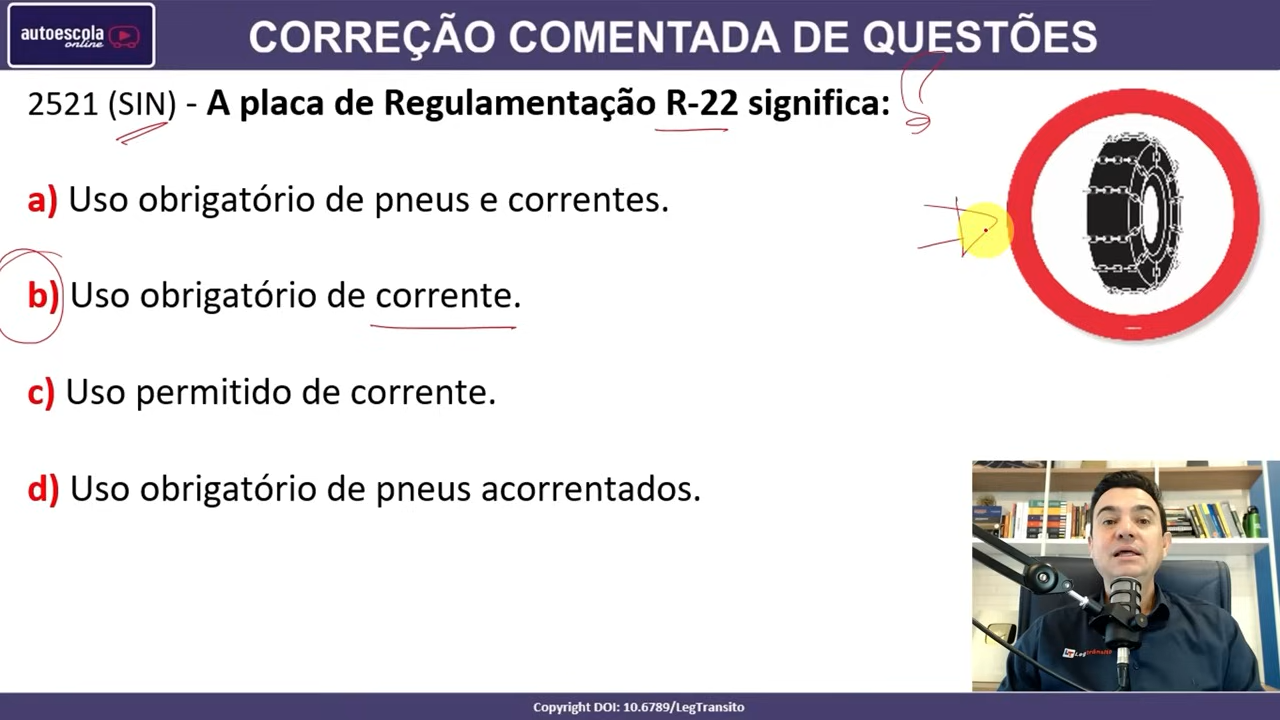 autoescola
online
CORREÇÃO COMENTADA DE QUESTÕES
2521 (SIN) - A placa de Regulamentação R-22 significa:
a) Uso obrigatório de pneus e correntes.
b) Uso obrigatório de corrente.
c) Uso permitido de corrente.
d) Uso obrigatório de pneus acorrentados.
Legtrânsito
Copyright DOI: 10.6789/LegTransito